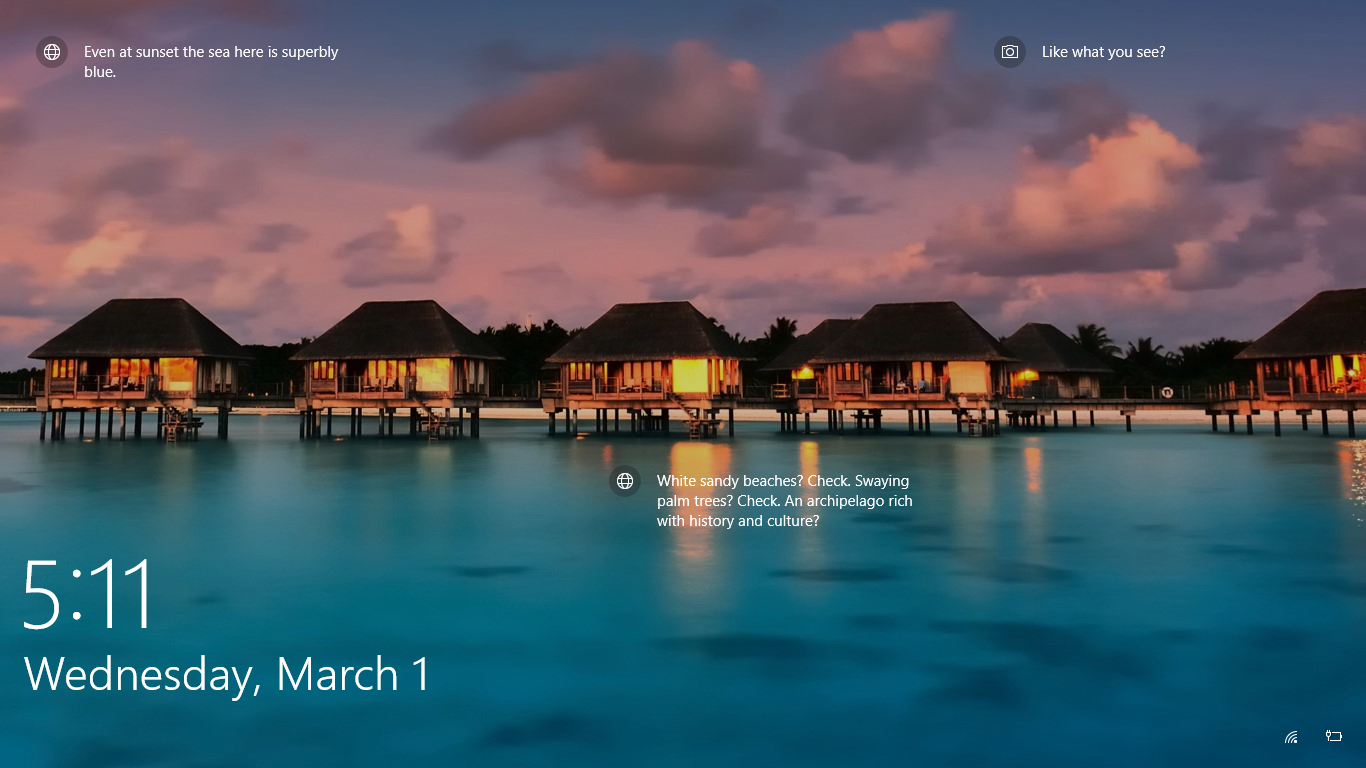 Even at sunset the sea here is superbly
blue.
Like what you see?
White sandy beaches? Check. Swaying
palm trees? Check. An archipelago rich
with history and culture?
5:11
Wednesday, March 1